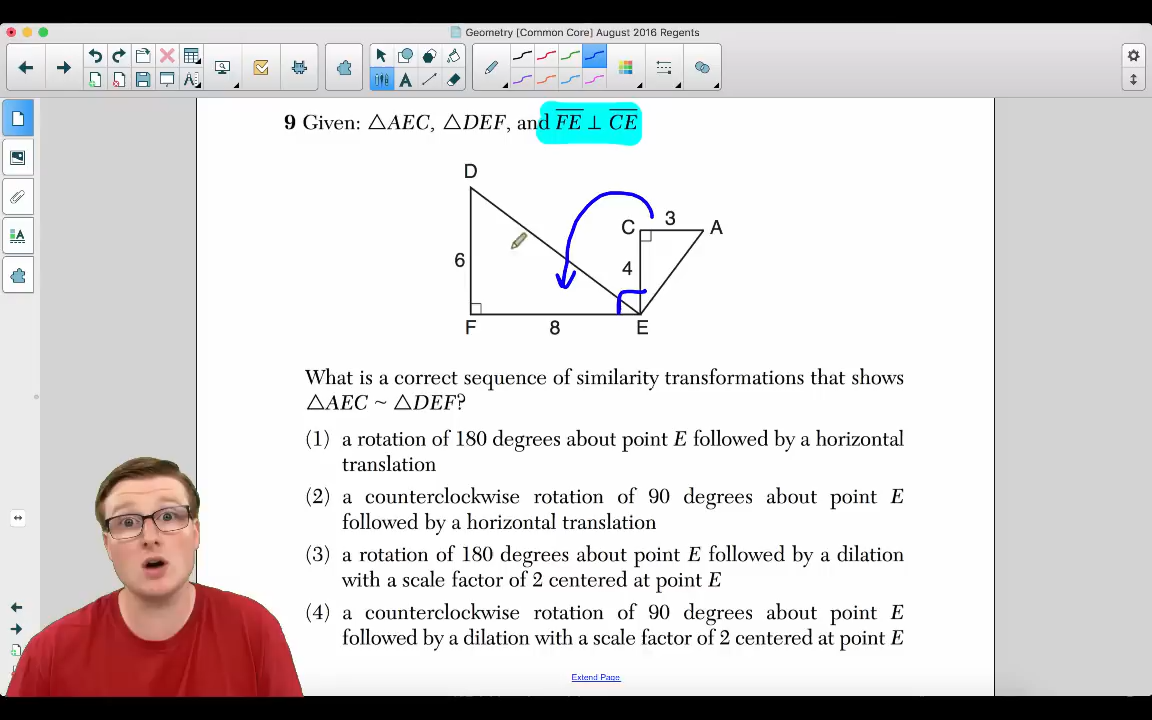 Geometry [Common Core] August 2016 Regents
9 Given: △AEC, △DEF, and F̅E̅ ⊥ C̅E̅
D
C 3 A
6
4
F 8 E
What is a correct sequence of similarity transformations that shows
△AEC ~ △DEF?
(1) a rotation of 180 degrees about point E followed by a horizontal
translation
(2) a counterclockwise rotation of 90 degrees about point E
followed by a horizontal translation
(3) a rotation of 180 degrees about point E followed by a dilation
with a scale factor of 2 centered at point E
(4) a counterclockwise rotation of 90 degrees about point E
followed by a dilation with a scale factor of 2 centered at point E
Extend Page